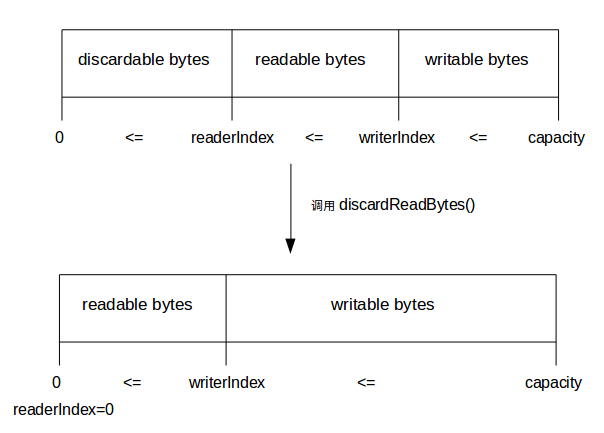 discardable bytes readable bytes writable bytes
0 <= readerIndex <= writerIndex <= capacity
调用 discardReadBytes()
readable bytes writable bytes
0 <= writerIndex <= capacity
readerIndex=0